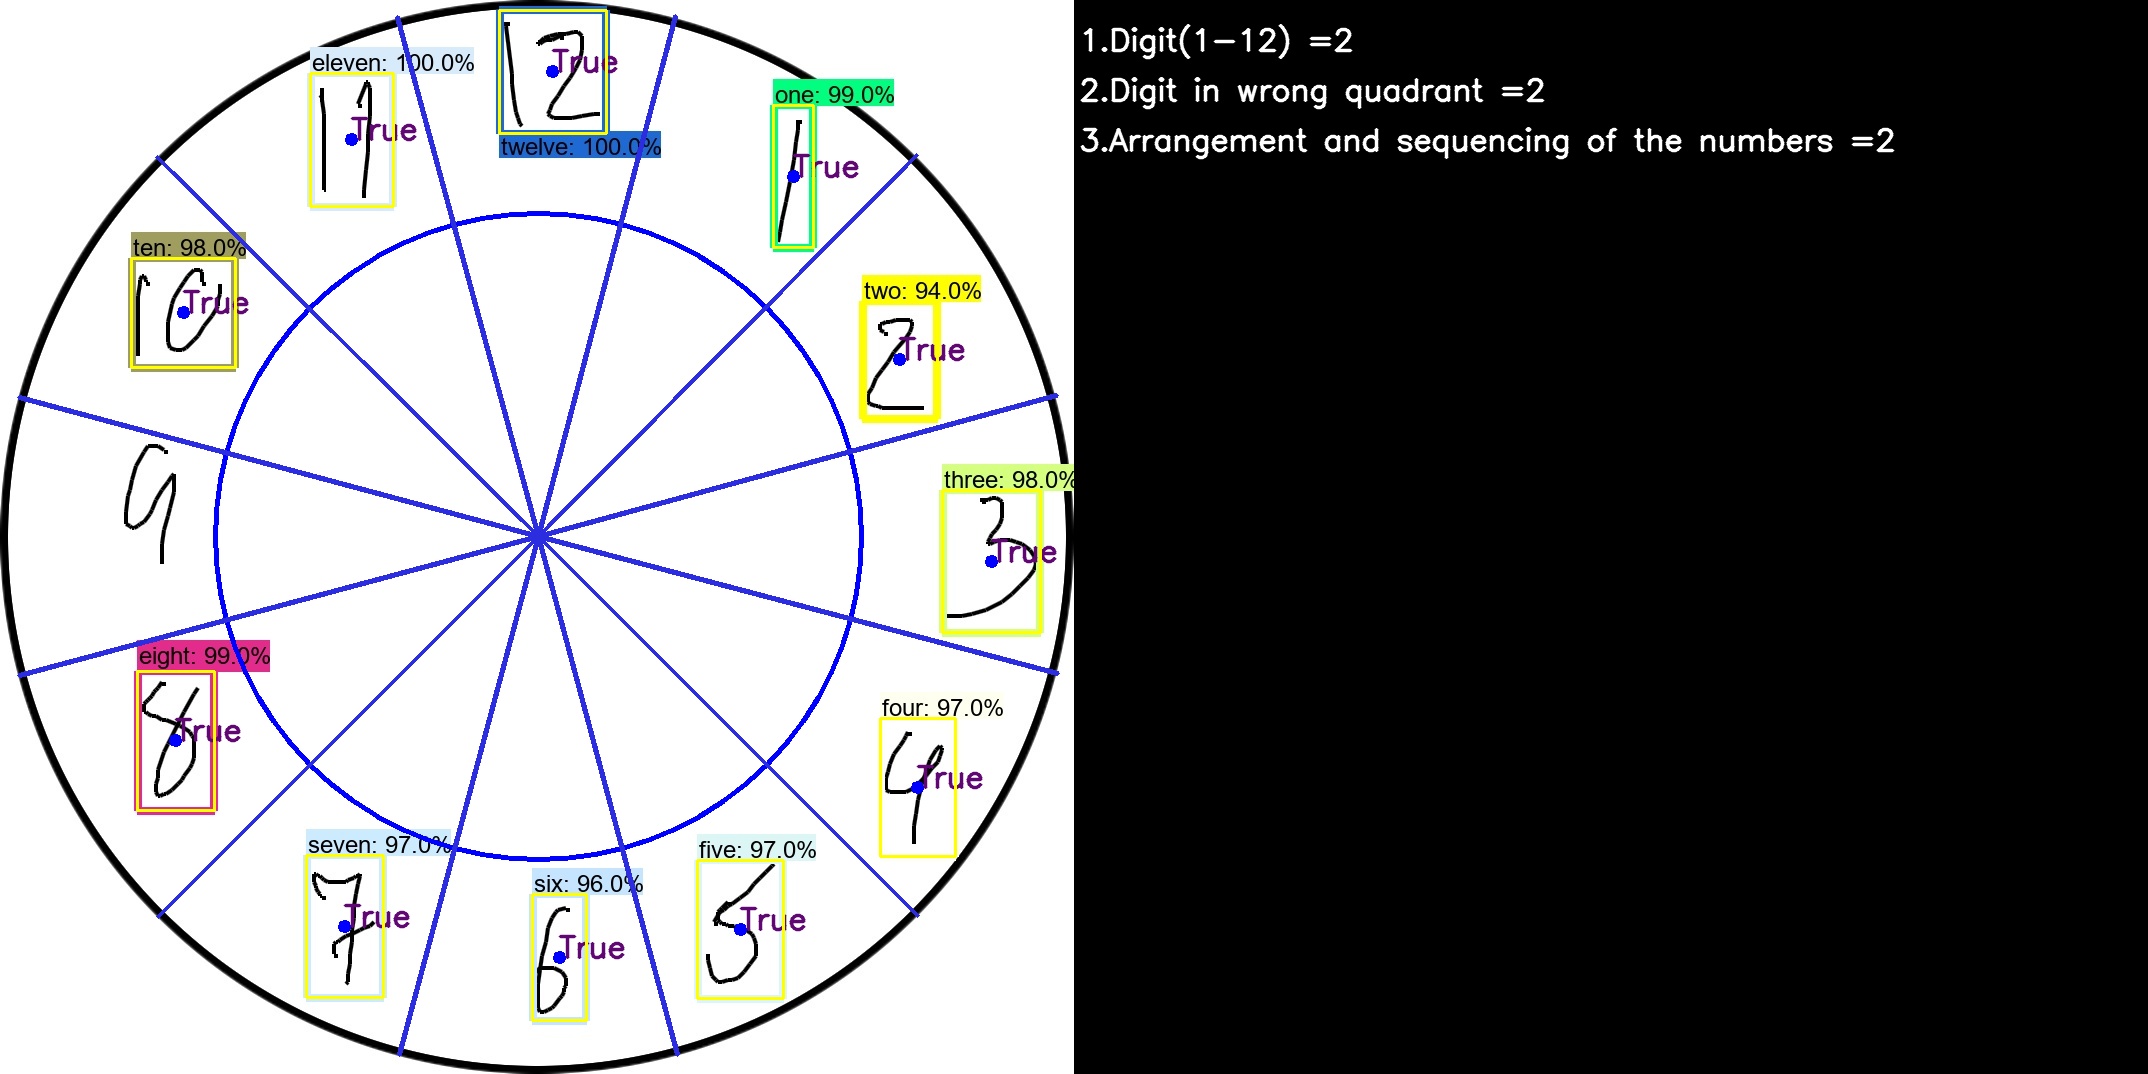 eleven: 100.0%
11
True
12
True
twelve: 100.0%
one: 99.0%
1
True
ten: 98.0%
10
True
two: 94.0%
2
True
9
three: 98.0%
3
True
eight: 99.0%
8
True
four: 97.0%
4
True
seven: 97.0%
7
True
six: 96.0%
6
True
five: 97.0%
5
True
1.Digit(1-12) =2
2.Digit in wrong quadrant =2
3.Arrangement and sequencing of the numbers =2